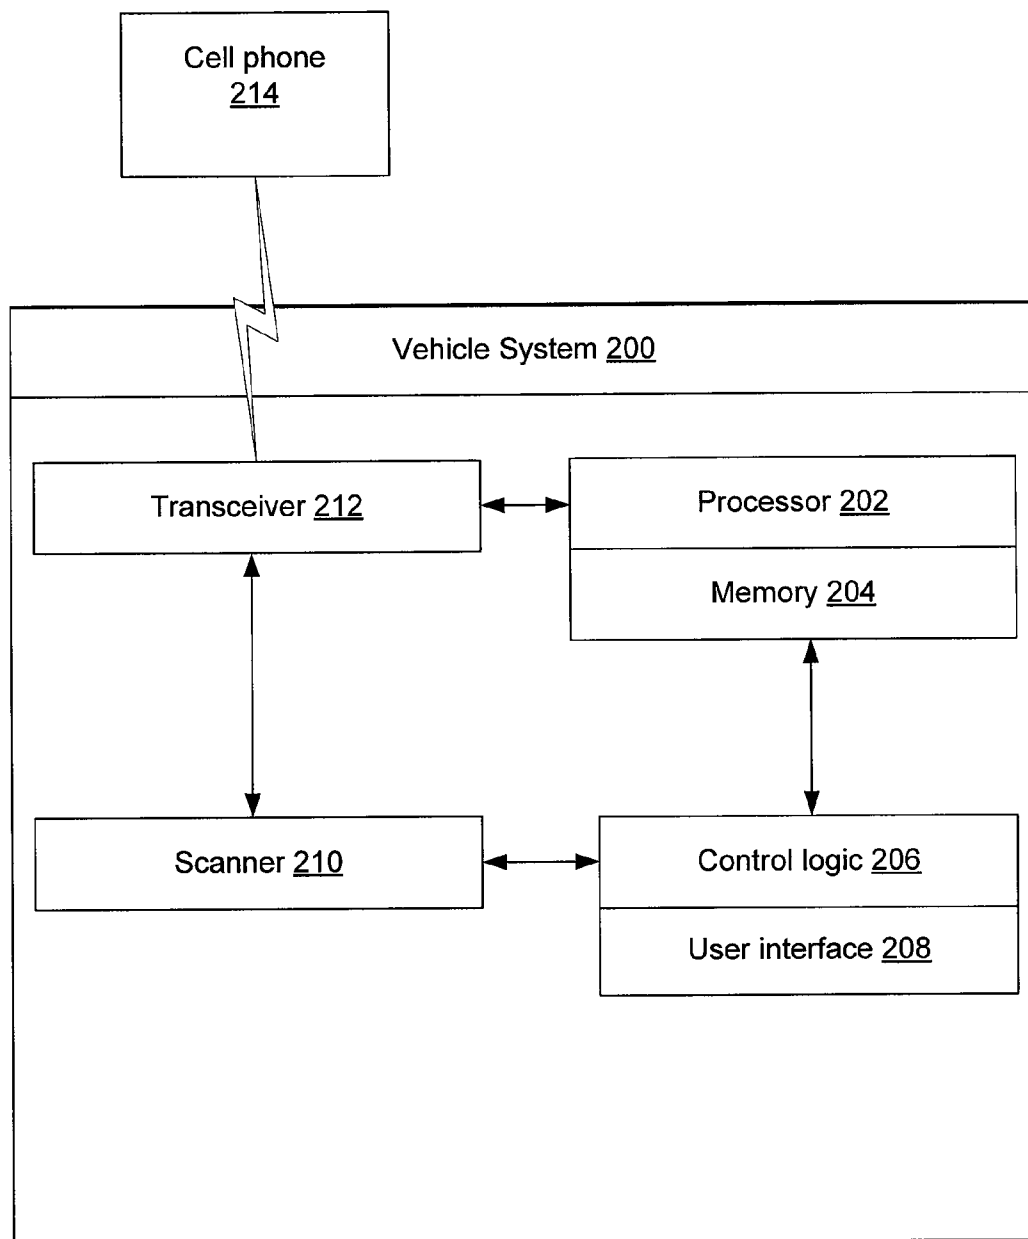 Cell phone
214
Vehicle System 200
Transceiver 212
Processor 202
Memory 204
Scanner 210
Control logic 206
User interface 208